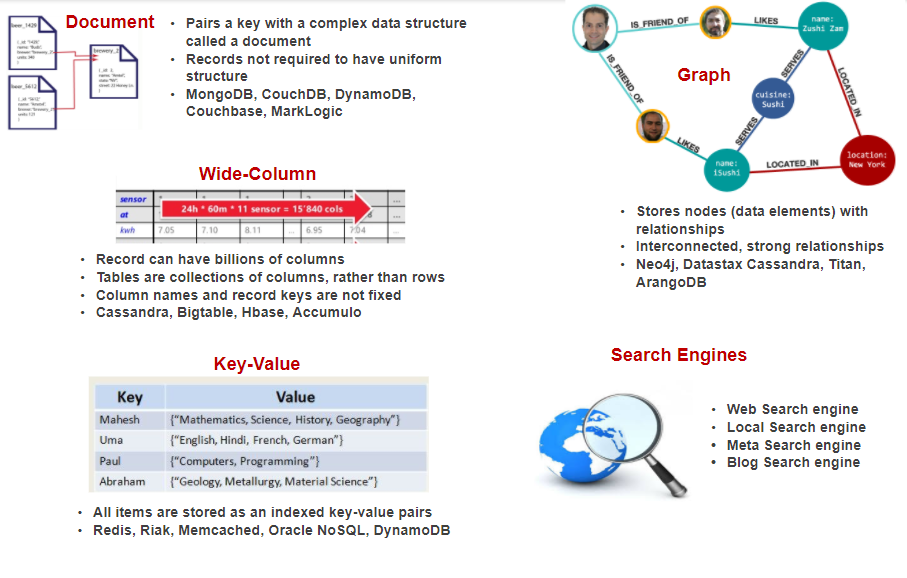 Document
beer_1429
brewery_2
beer_5612
• Pairs a key with a complex data structure
called a document
• Records not required to have uniform
structure
• MongoDB, CouchDB, DynamoDB,
Couchbase, MarkLogic
Graph
IS_FRIEND_OF
LIKES
name:
Zushi Zam
IS_FRIEND_OF
SERVES
cuisine:
Sushi
LOCATED_IN
LIKES
SERVES
name:
iSushi
LOCATED_IN
location:
New York
• Stores nodes (data elements) with
relationships
• Interconnected, strong relationships
• Neo4j, Datastax Cassandra, Titan,
ArangoDB
Wide-Column
sensor ...
24h * 60m * 11 sensor = 15'840 cols
at ...
kwh 7.05 7.10 8.11 ... 6.95 7.04 ...
• Record can have billions of columns
• Tables are collections of columns, rather than rows
• Column names and record keys are not fixed
• Cassandra, Bigtable, Hbase, Accumulo
Key-Value
Key Value
Mahesh {"Mathematics, Science, History, Geography"}
Uma {"English, Hindi, French, German"}
Paul {"Computers, Programming"}
Abraham {"Geology, Metallurgy, Material Science"}
• All items are stored as an indexed key-value pairs
• Redis, Riak, Memcached, Oracle NoSQL, DynamoDB
Search Engines
• Web Search engine
• Local Search engine
• Meta Search engine
• Blog Search engine